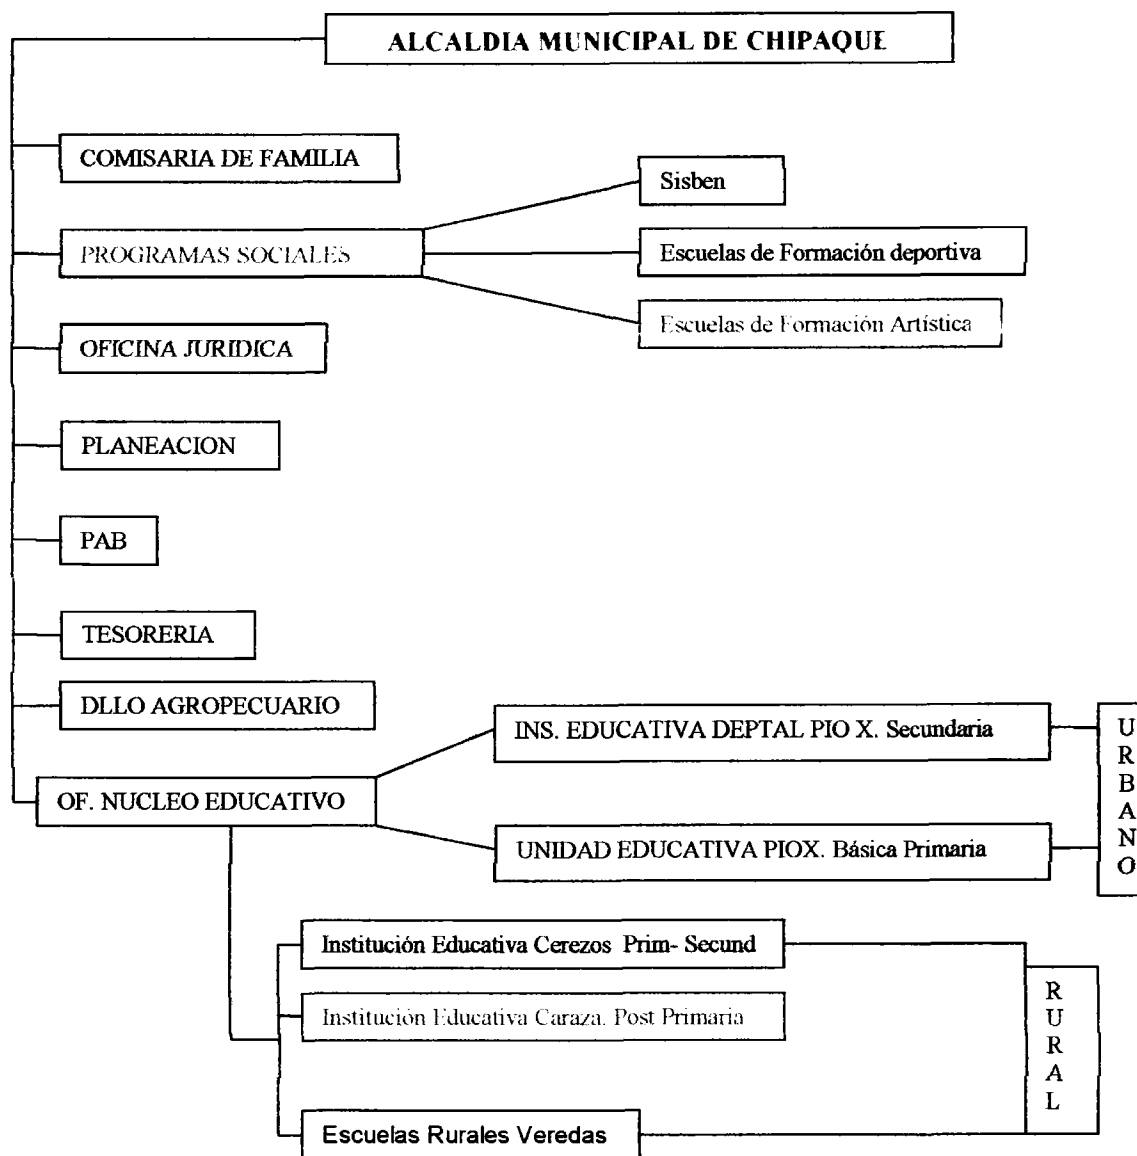 ALCALDIA MUNICIPAL DE CHIPAQUE
COMISARIA DE FAMILIA
PROGRAMAS SOCIALES
Sisben
Escuelas de Formación deportiva
Escuelas de Formación Artística
OFICINA JURIDICA
PLANEACION
PAB
TESORERIA
DLLO AGROPECUARIO
OF. NUCLEO EDUCATIVO
INS. EDUCATIVA DEPTAL PIO X. Secundaria
UNIDAD EDUCATIVA PIOX. Básica Primaria
URBANO
Institución Educativa Cerezos Prim- Secund
Institución Educativa Caraza. Post Primaria
Escuelas Rurales Veredas
RURAL